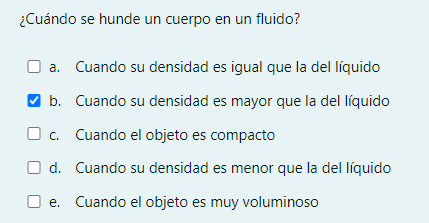 ¿Cuándo se hunde un cuerpo en un fluido?
a. Cuando su densidad es igual que la del líquido
b. Cuando su densidad es mayor que la del líquido
c. Cuando el objeto es compacto
d. Cuando su densidad es menor que la del líquido
e. Cuando el objeto es muy voluminoso